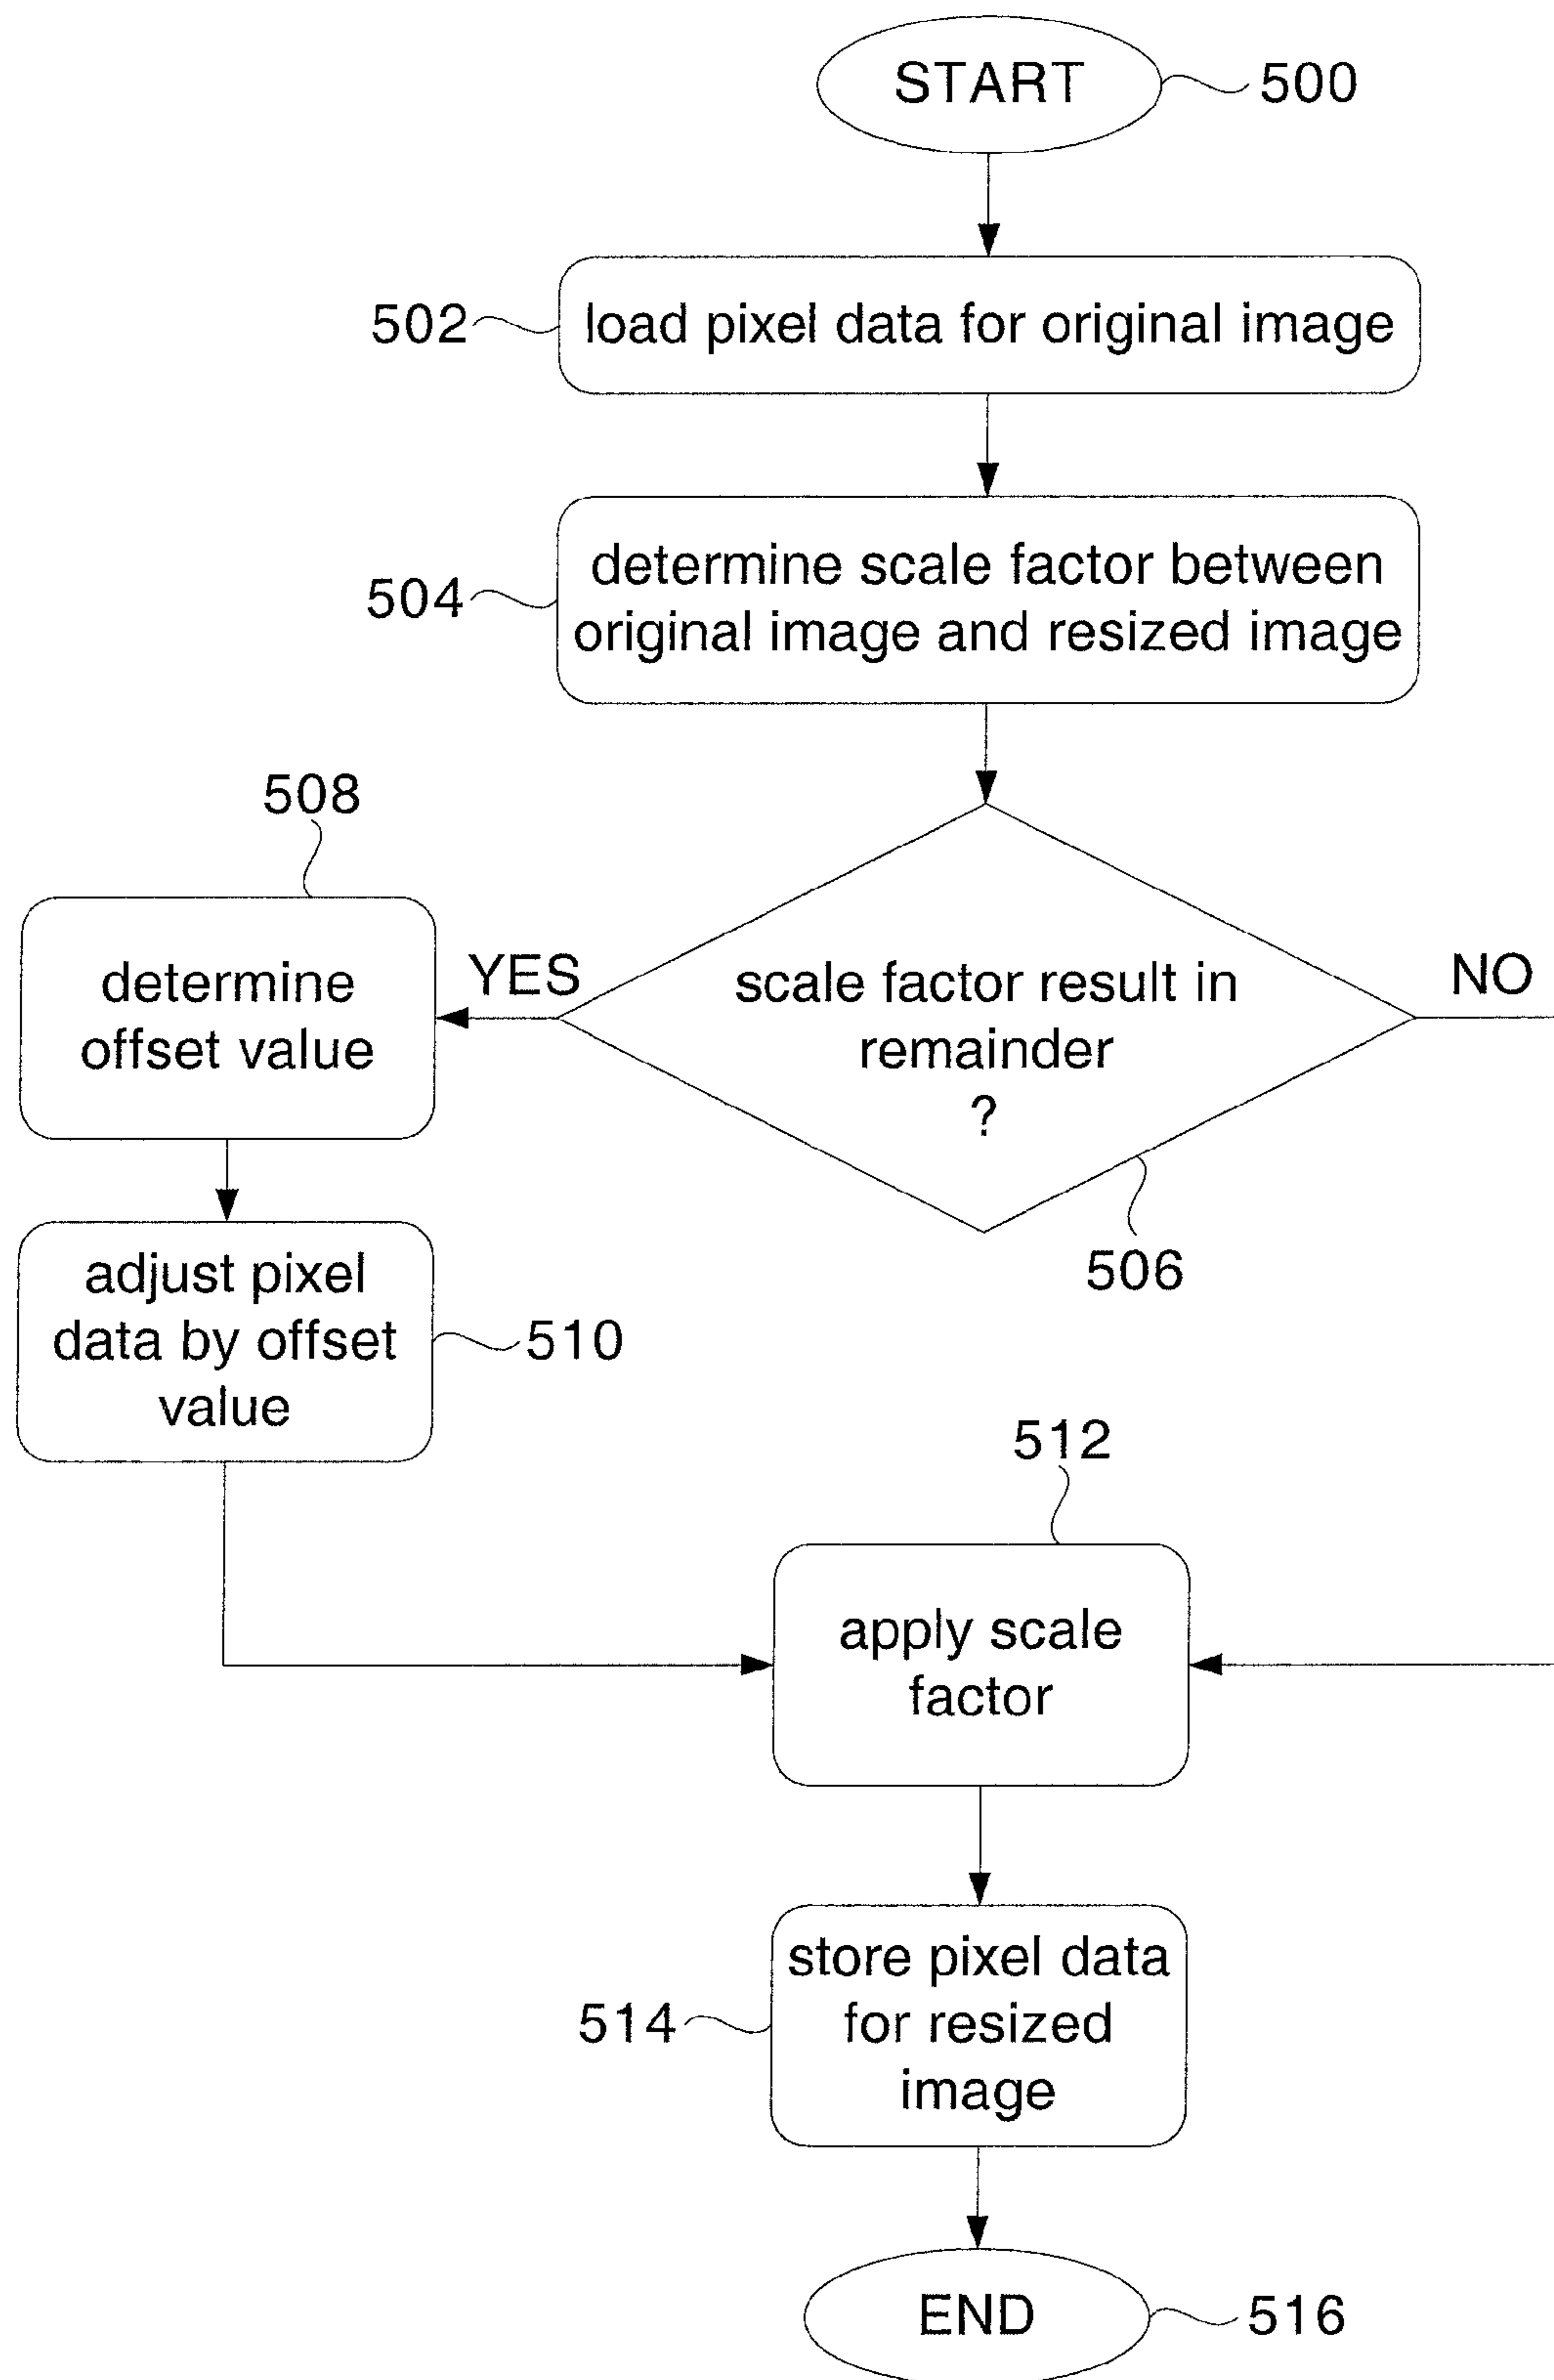 START
500
502
load pixel data for original image
504
determine scale factor between
original image and resized image
508
determine
offset value
YES
scale factor result in
remainder
?
NO
506
adjust pixel
data by offset
value
510
512
apply scale
factor
514
store pixel data
for resized
image
END
516